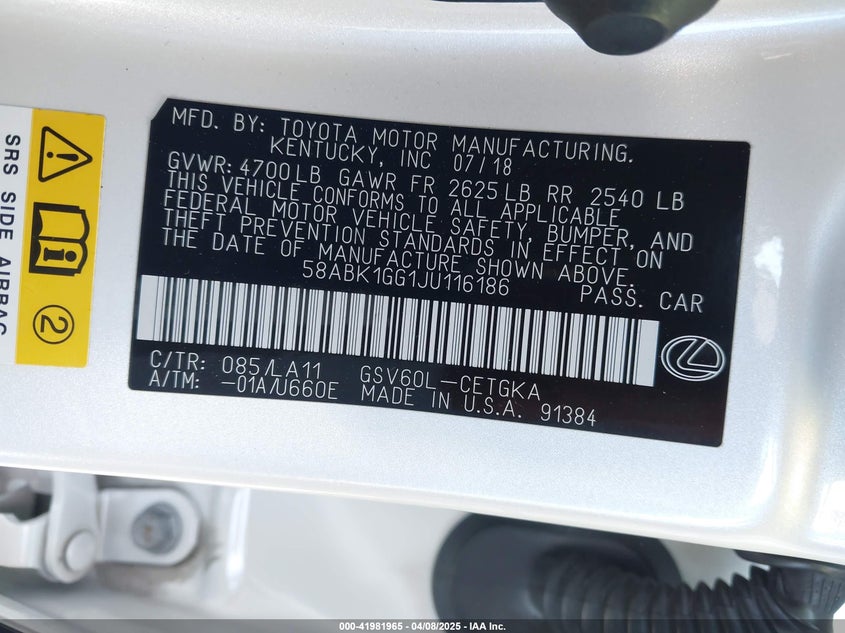 MFD. BY: TOYOTA MOTOR MANUFACTURING.
KENTUCKY, INC 07/18
GVWR: 4700LB GAWR FR 2625LB RR 2540 LB
THIS VEHICLE CONFORMS TO ALL APPLICABLE
FEDERAL MOTOR VEHICLE SAFETY, BUMPER, AND
THEFT PREVENTION STANDARDS IN EFFECT ON
THE DATE OF MANUFACTURE SHOWN ABOVE.
58ABK1GG1JU116186 PASS. CAR
C/TR: 085/LA11 GSV60L-CETGKA
A/TM: -01A/U660E MADE IN U.S.A. 91384
SRS SIDE AIRBAG
2
000-41981965 - 04/08/2025 - IAA Inc.